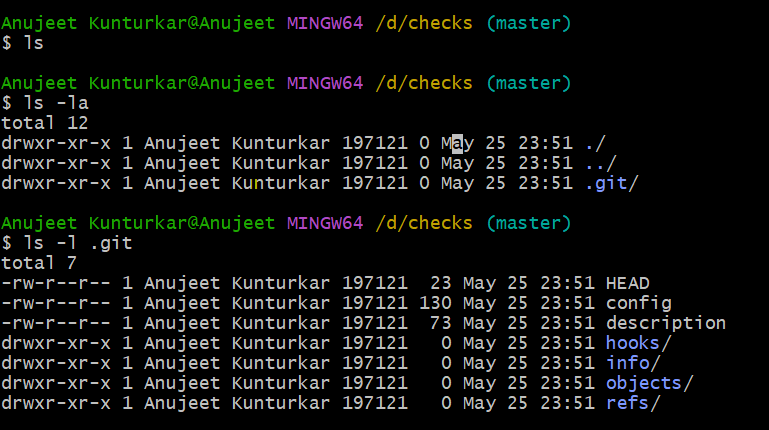 Anujeet Kunturkar@Anujeet MINGW64 /d/checks (master)
$ ls
Anujeet Kunturkar@Anujeet MINGW64 /d/checks (master)
$ ls -la
total 12
drwxr-xr-x 1 Anujeet Kunturkar 197121 0 May 25 23:51 ./
drwxr-xr-x 1 Anujeet Kunturkar 197121 0 May 25 23:51 ../
drwxr-xr-x 1 Anujeet Kunturkar 197121 0 May 25 23:51 .git/
Anujeet Kunturkar@Anujeet MINGW64 /d/checks (master)
$ ls -l .git
total 7
-rw-r--r-- 1 Anujeet Kunturkar 197121  23 May 25 23:51 HEAD
-rw-r--r-- 1 Anujeet Kunturkar 197121 130 May 25 23:51 config
-rw-r--r-- 1 Anujeet Kunturkar 197121  73 May 25 23:51 description
drwxr-xr-x 1 Anujeet Kunturkar 197121   0 May 25 23:51 hooks/
drwxr-xr-x 1 Anujeet Kunturkar 197121   0 May 25 23:51 info/
drwxr-xr-x 1 Anujeet Kunturkar 197121   0 May 25 23:51 objects/
drwxr-xr-x 1 Anujeet Kunturkar 197121   0 May 25 23:51 refs/